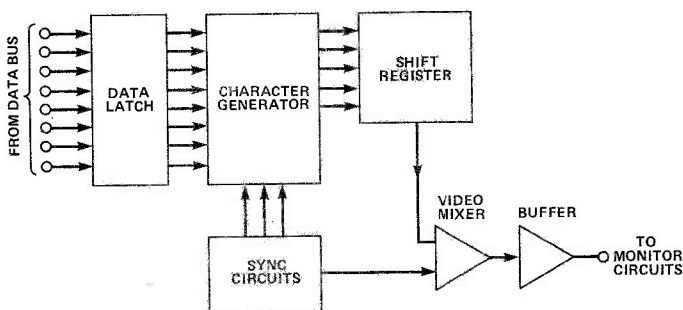 FROM DATA BUS
DATA
LATCH
CHARACTER
GENERATOR
SHIFT
REGISTER
SYNC
CIRCUITS
VIDEO
MIXER
BUFFER
TO
MONITOR
CIRCUITS